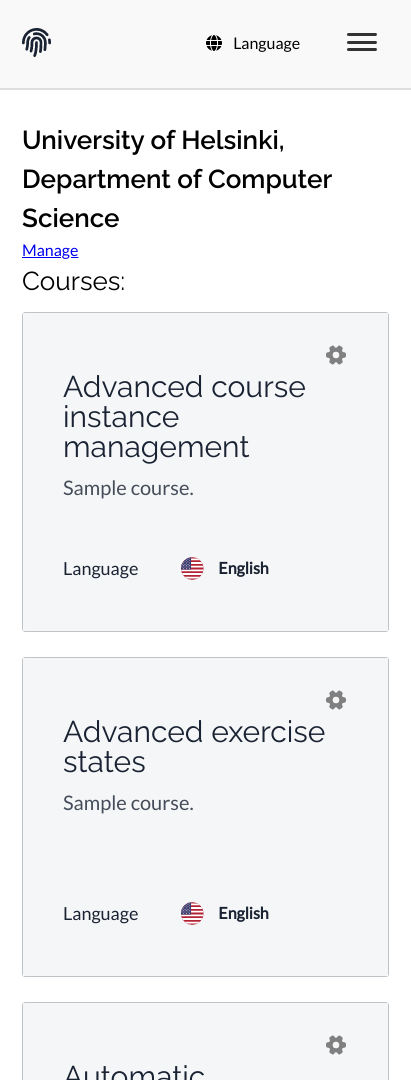 Language
University of Helsinki,
Department of Computer
Science
Manage
Courses:
Advanced course
instance
management
Sample course.
Language
English
Advanced exercise
states
Sample course.
Language
English
Automatic